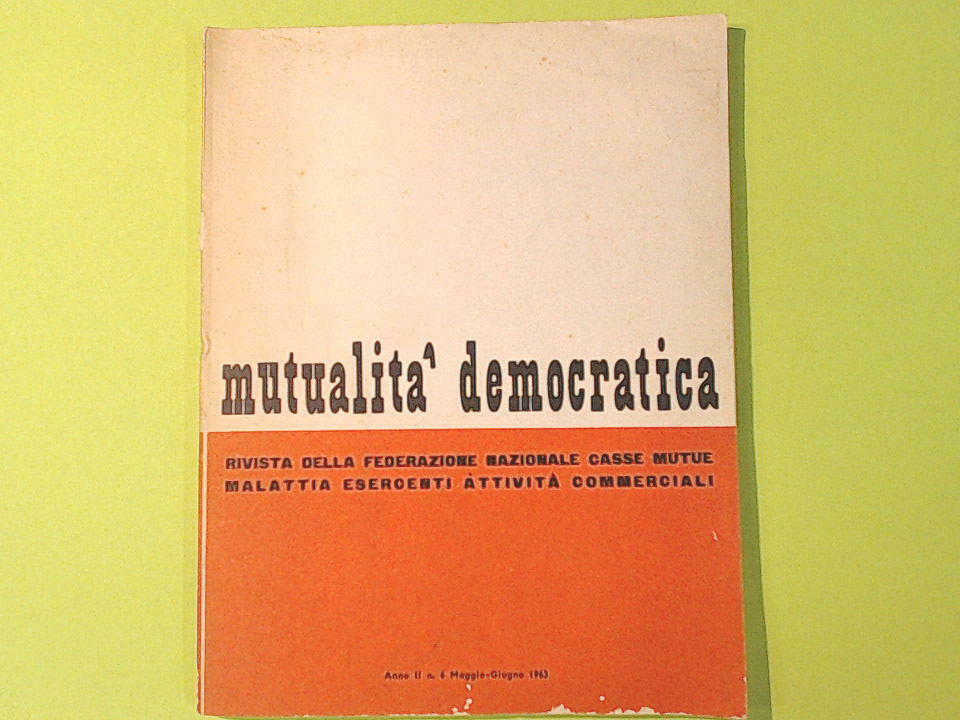 mutualita^ democratica
RIVISTA DELLA FEDERAZIONE NAZIONALE CASSE MUTUE
MALATTIA ESERCENTI ATTIVITÀ COMMERCIALI
Anno II n. 6 Maggio-Giugno 1963